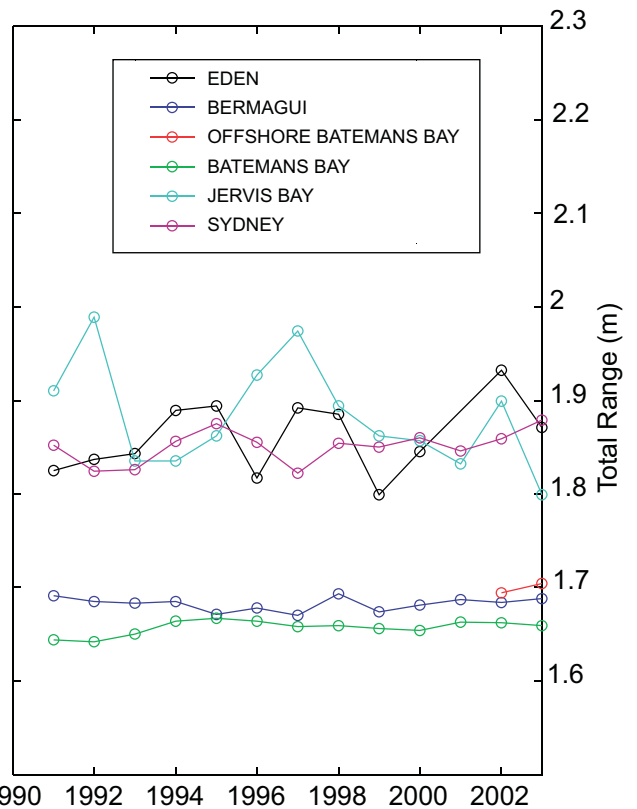 EDEN
BERMAGUI
OFFSHORE BATEMANS BAY
BATEMANS BAY
JERVIS BAY
SYDNEY
2.3
2.2
2.1
2
1.9
1.8
1.7
1.6
Total Range (m)
990 1992 1994 1996 1998 2000 2002